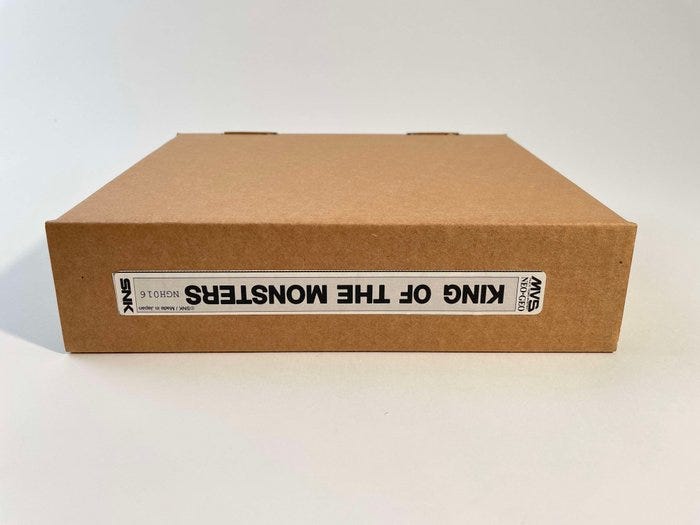 MVS
NEO•GEO
KING OF THE MONSTERS
NGH016
©SNK / Made in Japan
SNK